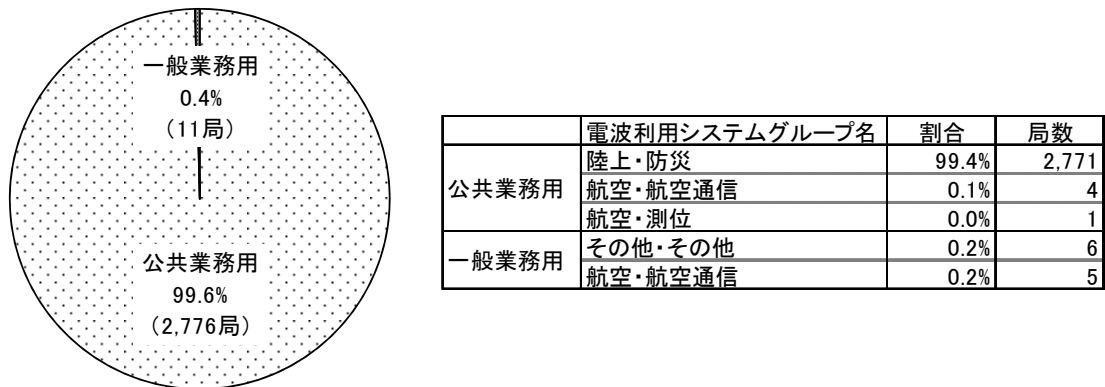 一般業務用
0.4%
（11局）
公共業務用
99.6%
（2,776局）
電波利用システムグループ名 割合 局数
公共業務用 陸上・防災 99.4% 2,771
航空・航空通信 0.1% 4
航空・測位 0.0% 1
一般業務用 その他・その他 0.2% 6
航空・航空通信 0.2% 5